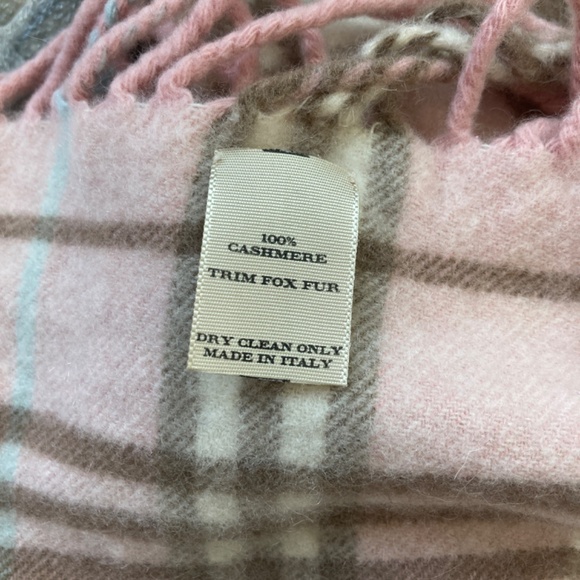 100%
CASHMERE
TRIM FOX FUR
DRY CLEAN ONLY
MADE IN ITALY